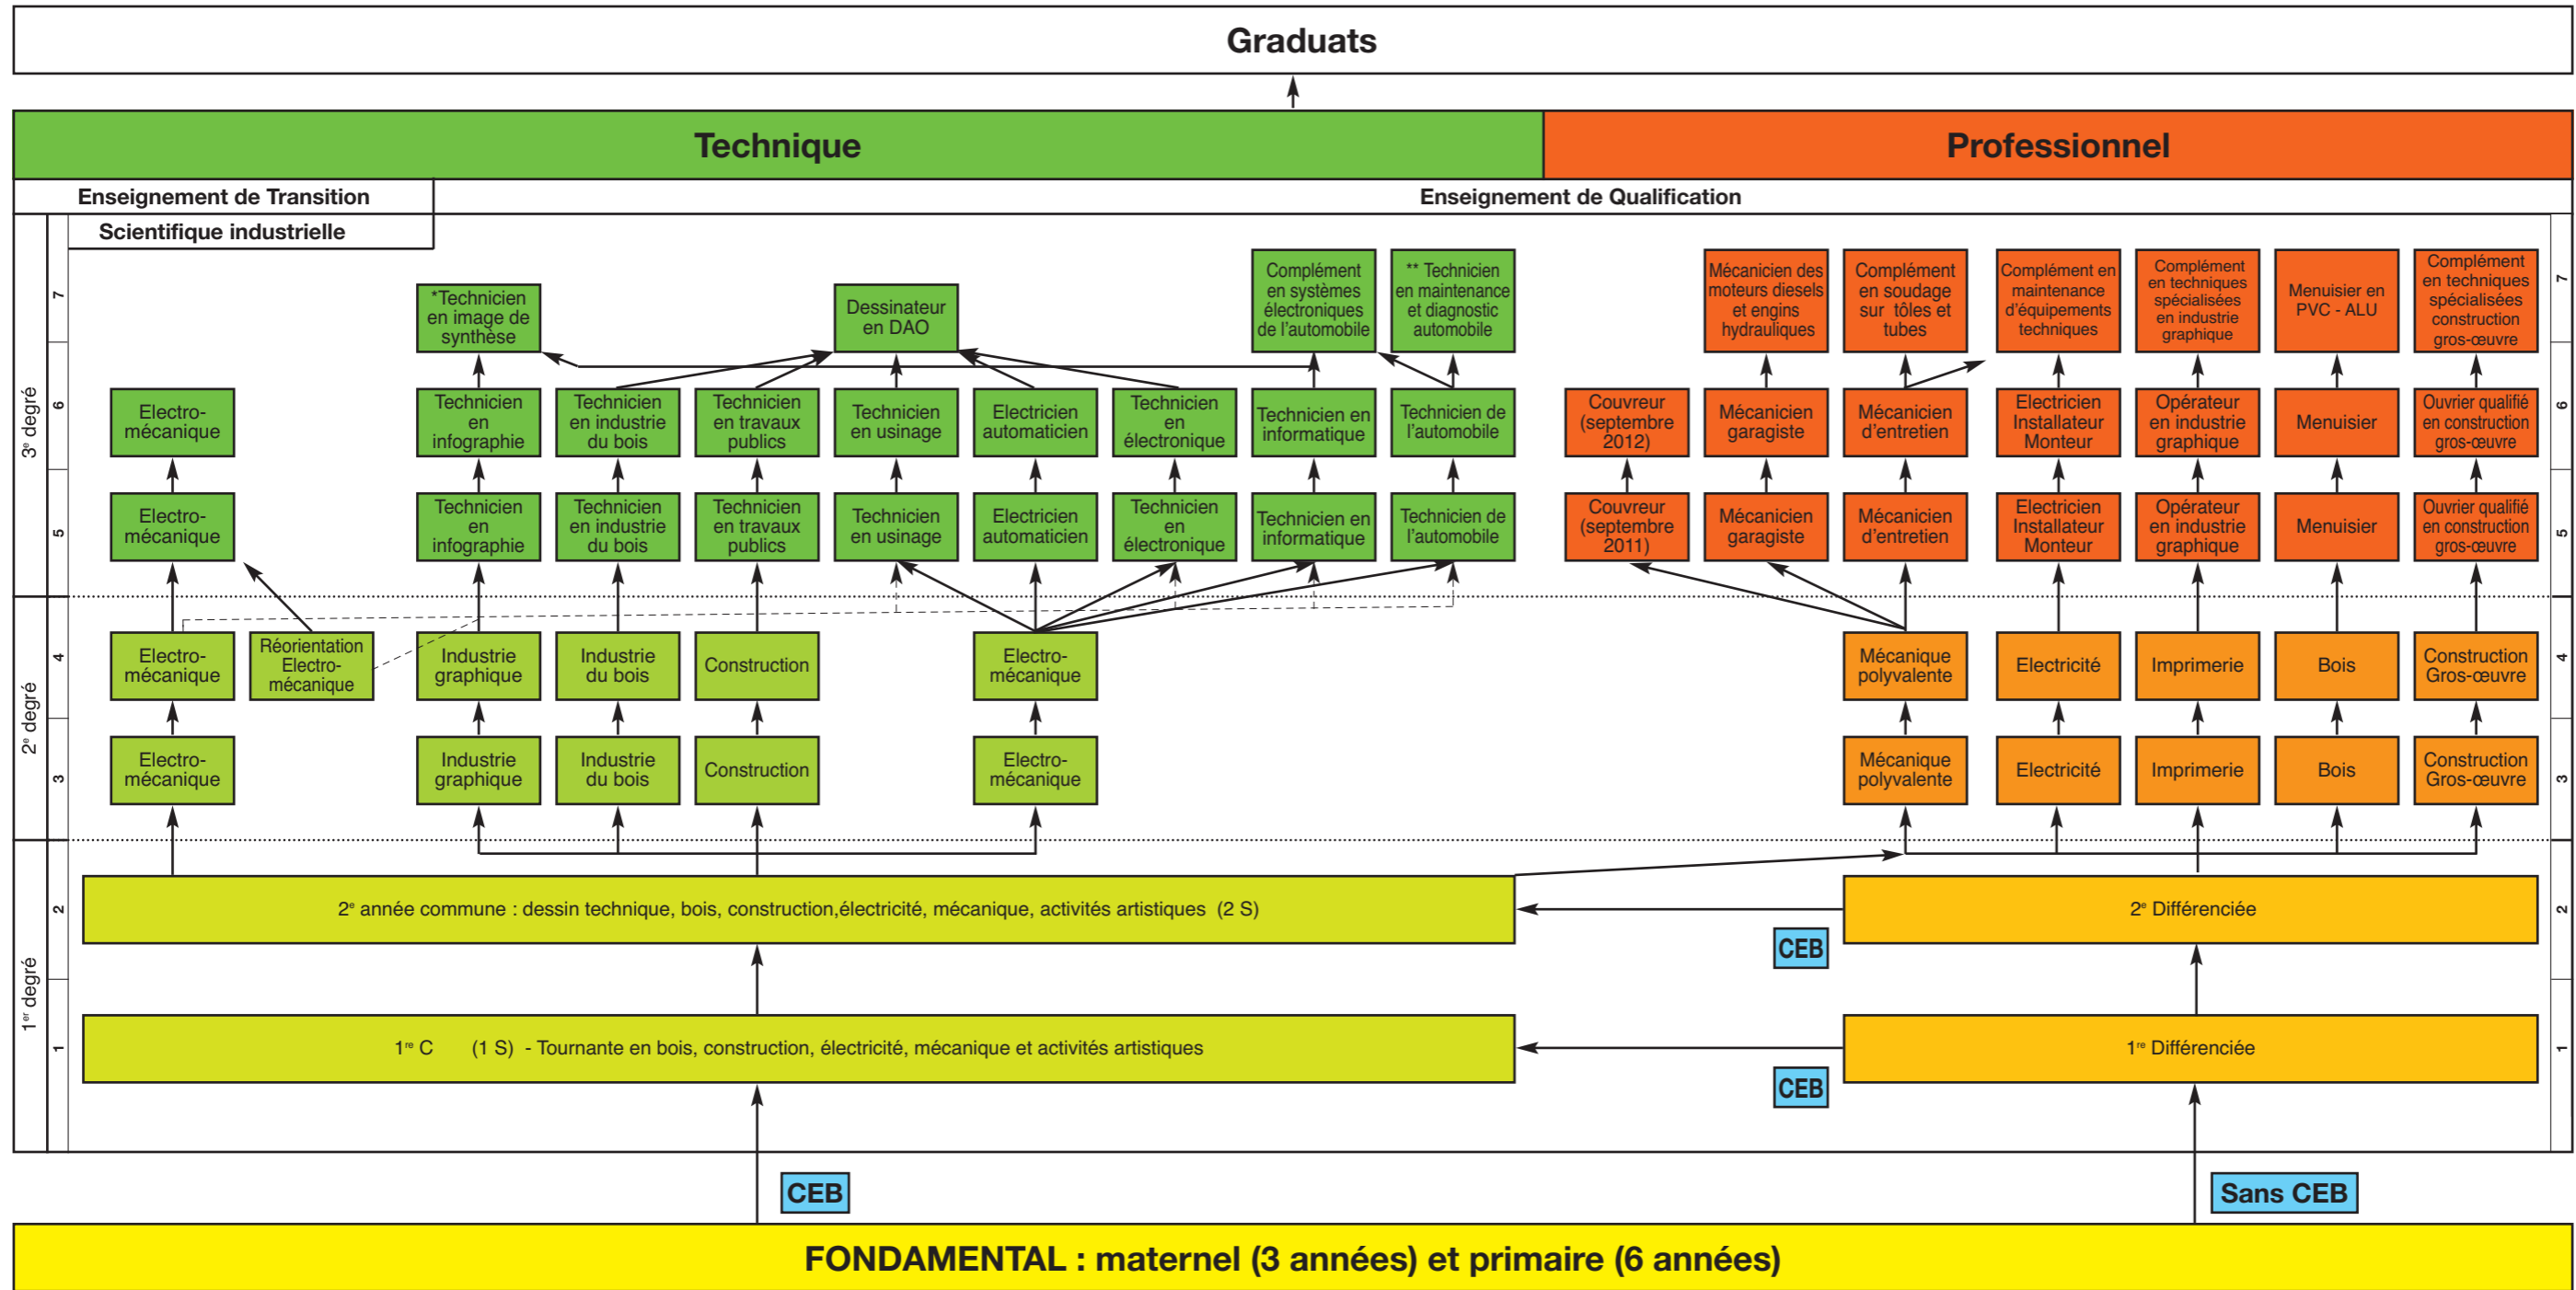 Graduats
Technique
Professionnel
Enseignement de Transition
Enseignement de Qualification
Scientifique industrielle
3e degré
7
*Technicien
en image de
synthèse
Dessinateur
en DAO
Complément
en systèmes
électroniques
de l'automobile
** Technicien
en maintenance
et diagnostic
automobile
Mécanicien des
moteurs diesels
et engins
hydrauliques
Complément
en soudage
sur tôles et
tubes
Complément en
maintenance
d'équipements
techniques
Complément
en techniques
spécialisées
en industrie
graphique
Menuisier en
PVC - ALU
Complément
en techniques
spécialisées
construction
gros-œuvre
7
6
Electro-
mécanique
Technicien
en
infographie
Technicien
en industrie
du bois
Technicien
en travaux
publics
Technicien
en usinage
Electricien
automaticien
Technicien
en
électronique
Technicien en
informatique
Technicien de
l'automobile
Couvreur
(septembre
2012)
Mécanicien
garagiste
Mécanicien
d'entretien
Electricien
Installateur
Monteur
Opérateur
en industrie
graphique
Menuisier
Ouvrier qualifié
en construction
gros-œuvre
6
5
Electro-
mécanique
Technicien
en
infographie
Technicien
en industrie
du bois
Technicien
en travaux
publics
Technicien
en usinage
Electricien
automaticien
Technicien
en
électronique
Technicien en
informatique
Technicien de
l'automobile
Couvreur
(septembre
2011)
Mécanicien
garagiste
Mécanicien
d'entretien
Electricien
Installateur
Monteur
Opérateur
en industrie
graphique
Menuisier
Ouvrier qualifié
en construction
gros-œuvre
5
2e degré
4
Electro-
mécanique
Réorientation
Electro-
mécanique
Industrie
graphique
Industrie
du bois
Construction
Electro-
mécanique
Mécanique
polyvalente
Electricité
Imprimerie
Bois
Construction
Gros-œuvre
4
3
Electro-
mécanique
Industrie
graphique
Industrie
du bois
Construction
Electro-
mécanique
Mécanique
polyvalente
Electricité
Imprimerie
Bois
Construction
Gros-œuvre
3
1er degré
2
2e année commune : dessin technique, bois, construction,électricité, mécanique, activités artistiques (2 S)
2e Différenciée
2
CEB
1
1re C (1 S) - Tournante en bois, construction, électricité, mécanique et activités artistiques
1re Différenciée
1
CEB
CEB
Sans CEB
FONDAMENTAL : maternel (3 années) et primaire (6 années)